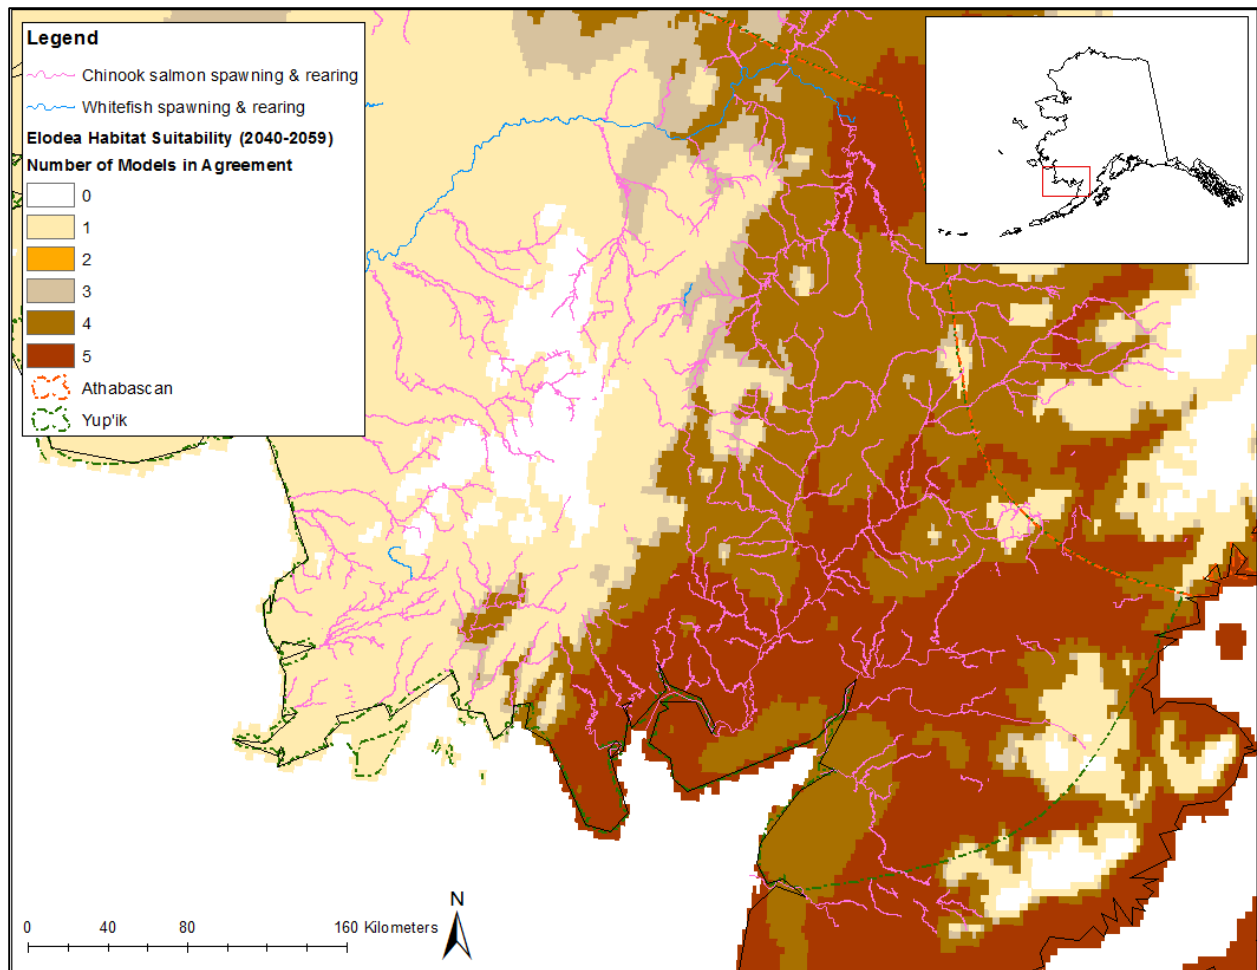 Legend
Chinook salmon spawning & rearing
Whitefish spawning & rearing
Elodea Habitat Suitability (2040-2059)
Number of Models in Agreement
0
1
2
3
4
5
Athabascan
Yup'ik
N
0 40 80 160 Kilometers